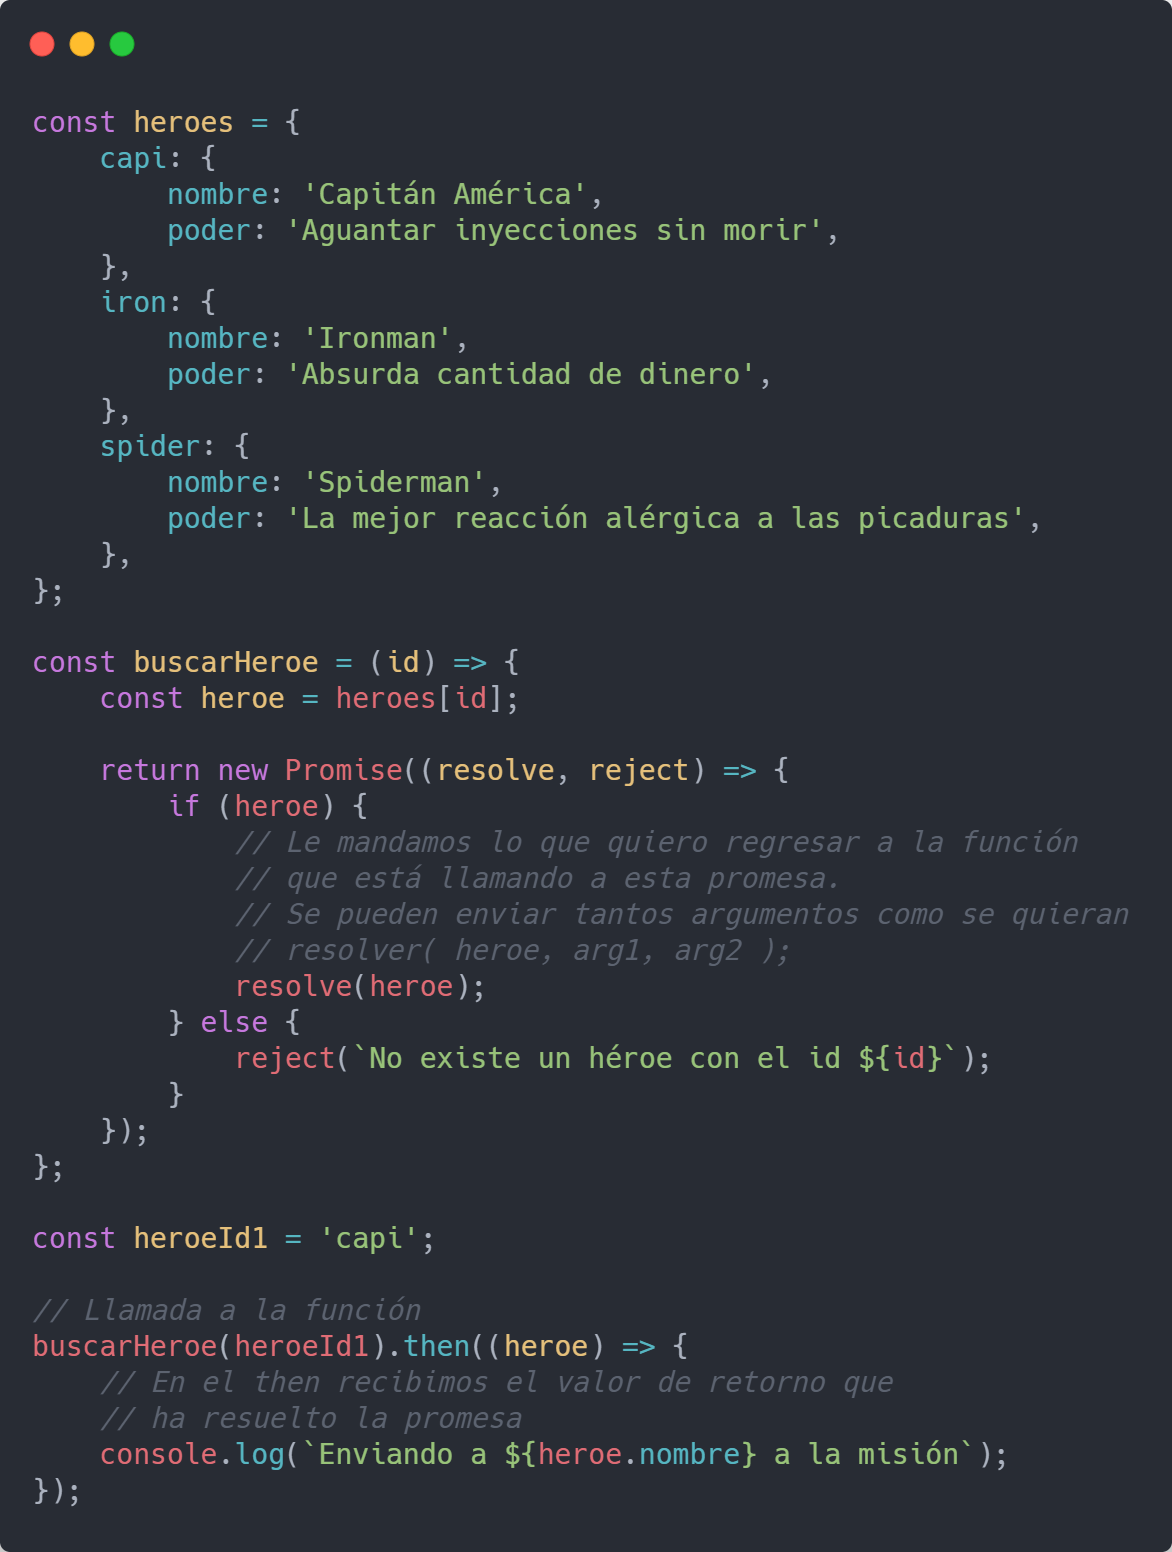 const heroes = {
    capi: {
        nombre: 'Capitán América',
        poder: 'Aguantar inyecciones sin morir',
    },
    iron: {
        nombre: 'Ironman',
        poder: 'Absurda cantidad de dinero',
    },
    spider: {
        nombre: 'Spiderman',
        poder: 'La mejor reacción alérgica a las picaduras',
    },
};

const buscarHeroe = (id) => {
    const heroe = heroes[id];

    return new Promise((resolve, reject) => {
        if (heroe) {
            // Le mandamos lo que quiero regresar a la función
            // que está llamando a esta promesa.
            // Se pueden enviar tantos argumentos como se quieran
            // resolver( heroe, arg1, arg2 );
            resolve(heroe);
        } else {
            reject(`No existe un héroe con el id ${id}`);
        }
    });
};

const heroeId1 = 'capi';

// Llamada a la función
buscarHeroe(heroeId1).then((heroe) => {
    // En el then recibimos el valor de retorno que
    // ha resuelto la promesa
    console.log(`Enviando a ${heroe.nombre} a la misión`);
});